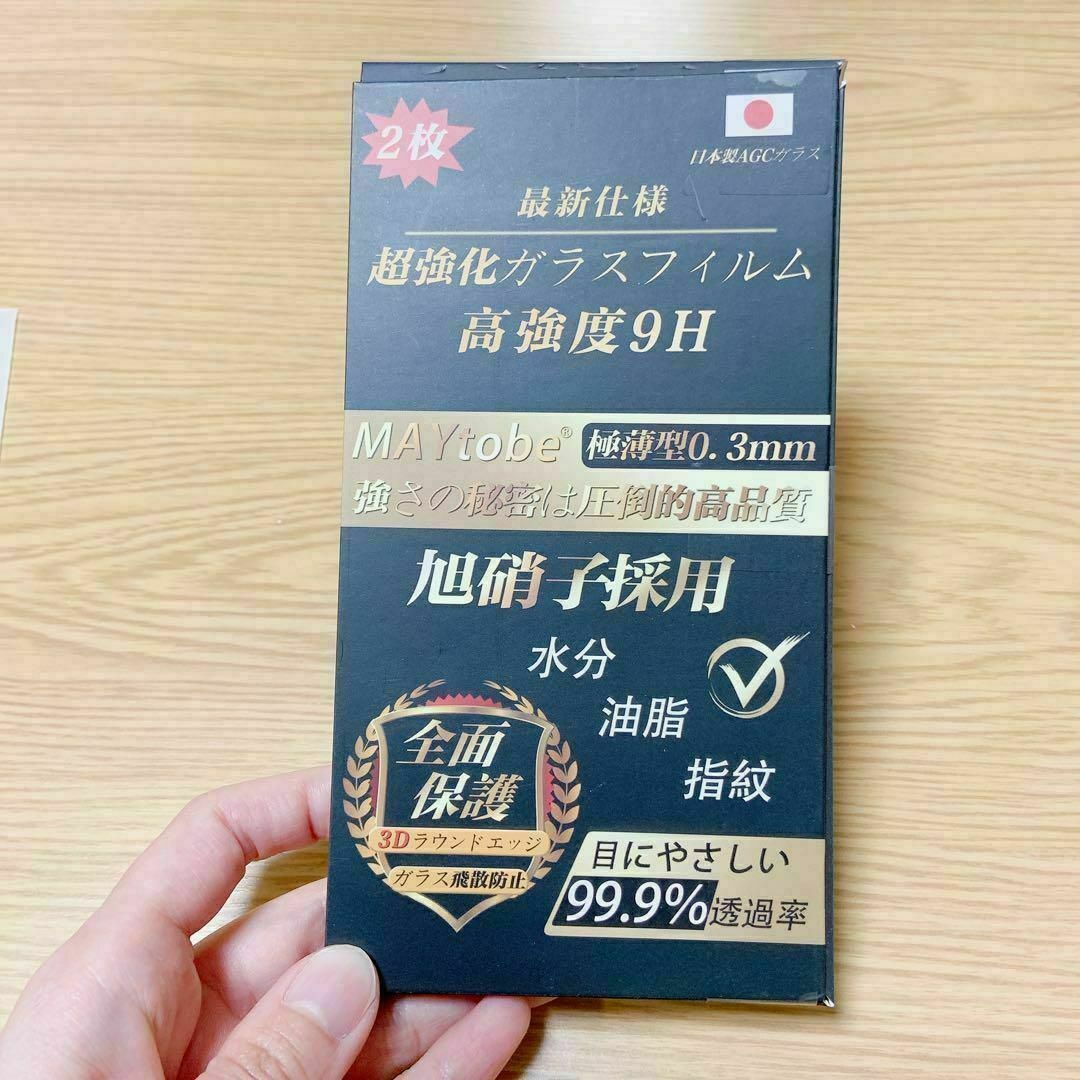 2枚
日本製AGCガラス
最新仕様
超強化ガラスフィルム
高強度9H
MAYtobe® 極薄型0.3mm
強さの秘密は圧倒的高品質
旭硝子採用
水分
油脂
指紋
全面
保護
3Dラウンドエッジ
ガラス飛散防止
目にやさしい
99.9%透過率